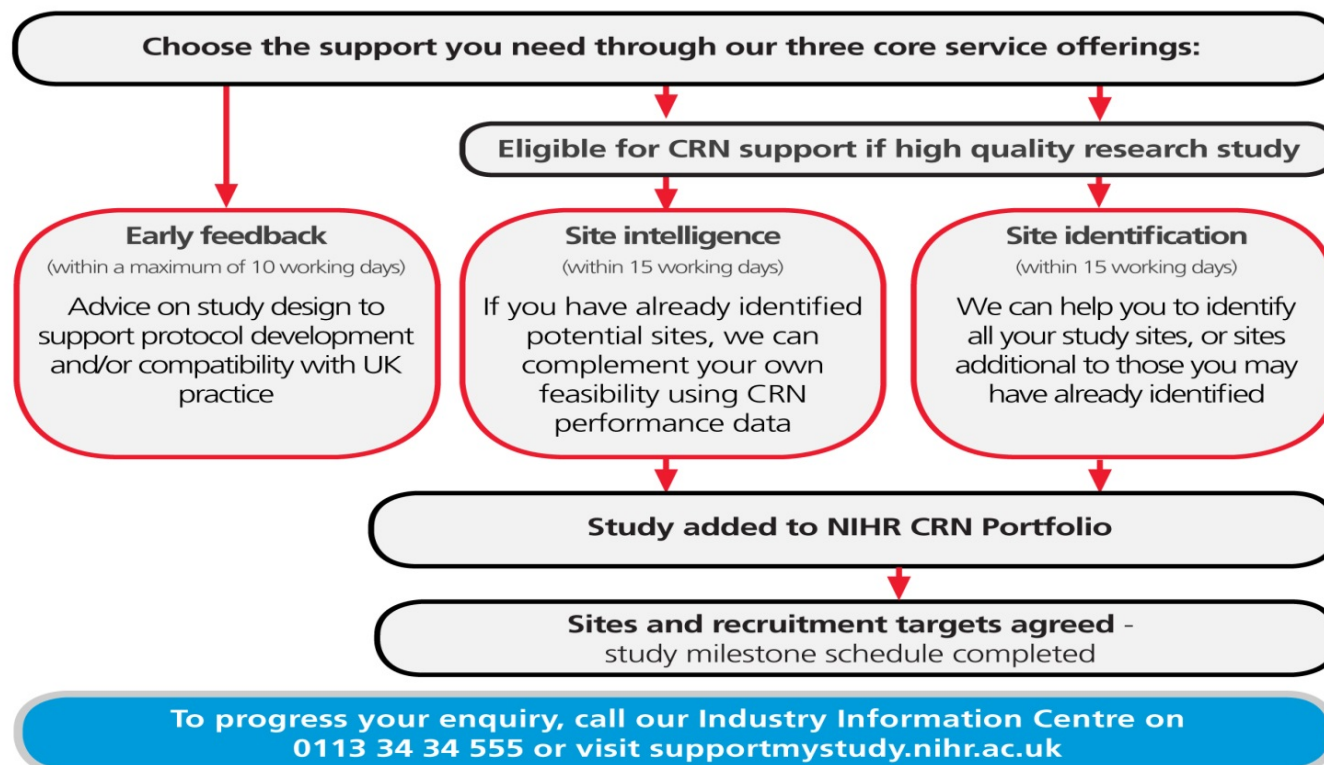 Choose the support you need through our three core service offerings:
Eligible for CRN support if high quality research study
Early feedback
(within a maximum of 10 working days)
Advice on study design to
support protocol development
and/or compatibility with UK
practice
Site intelligence
(within 15 working days)
If you have already identified
potential sites, we can
complement your own
feasibility using CRN
performance data
Site identification
(within 15 working days)
We can help you to identify
all your study sites, or sites
additional to those you may
have already identified
Study added to NIHR CRN Portfolio
Sites and recruitment targets agreed -
study milestone schedule completed
To progress your enquiry, call our Industry Information Centre on
0113 34 34 555 or visit supportmystudy.nihr.ac.uk